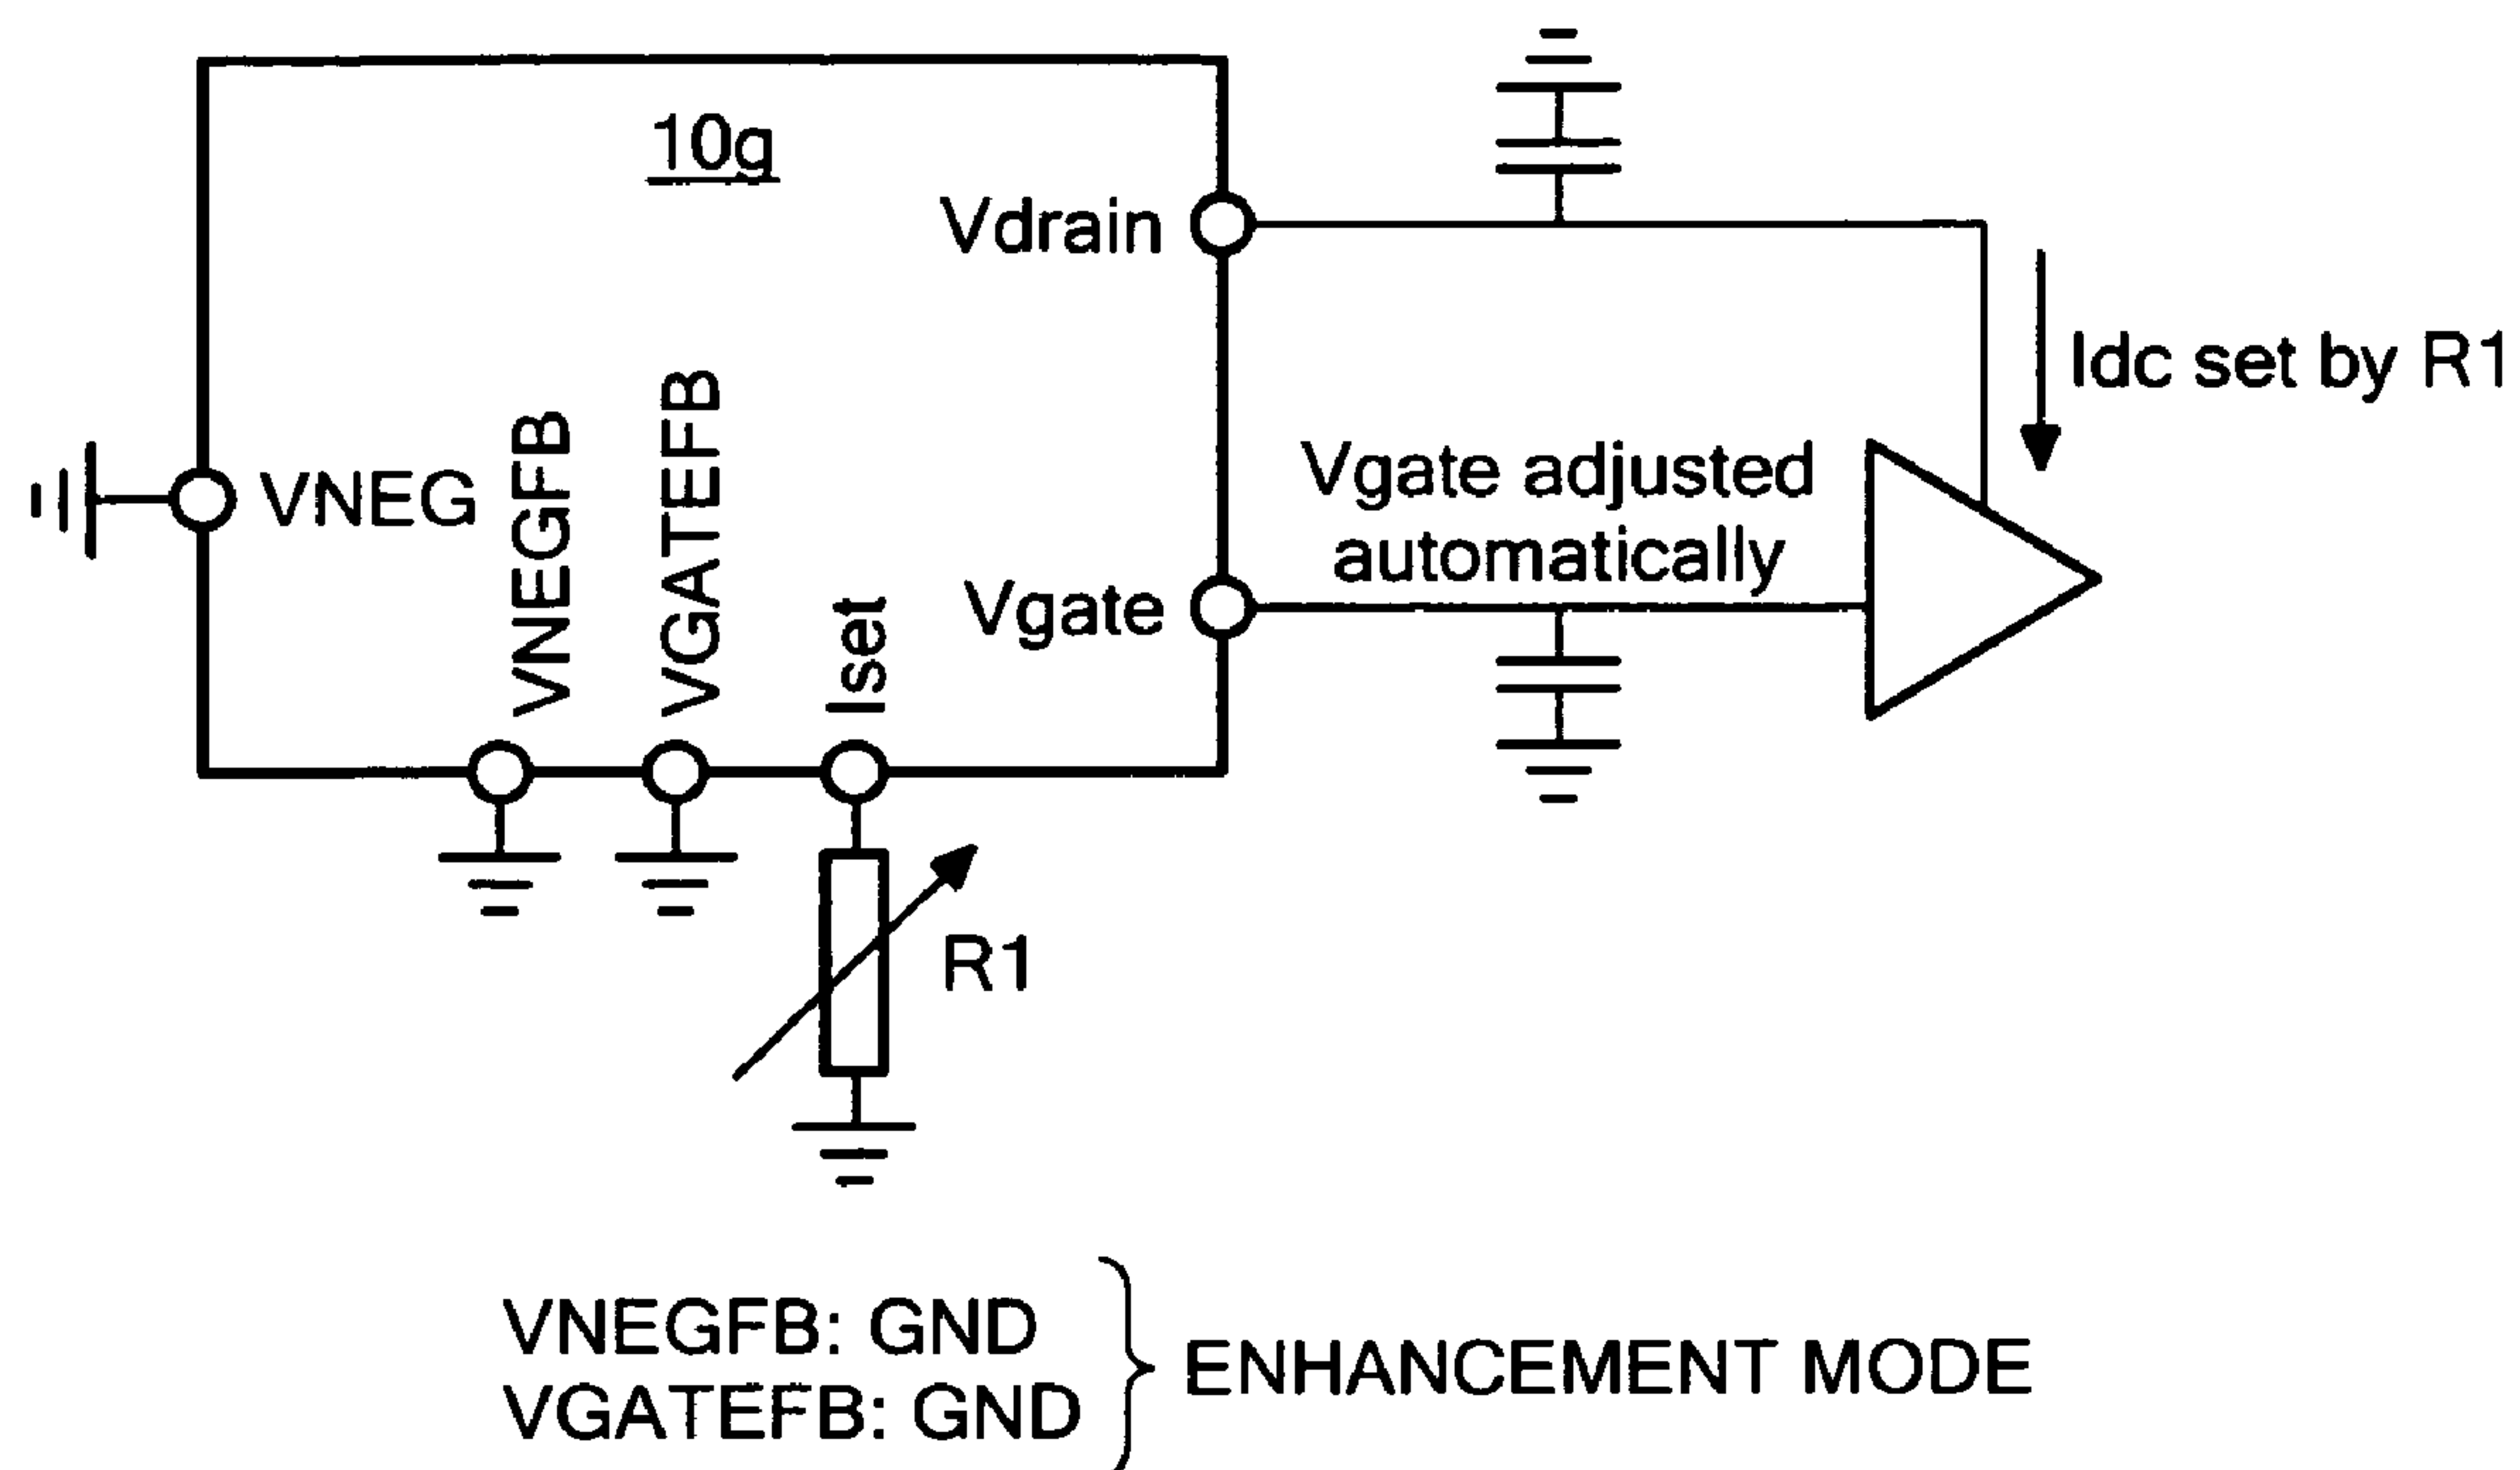 10g
Vdrain
Idc set by R1
VNEG
VNEGFB
VGATEFB
Iset
Vgate
Vgate adjusted
automatically
R1
VNEGFB: GND
VGATEFB: GND
ENHANCEMENT MODE